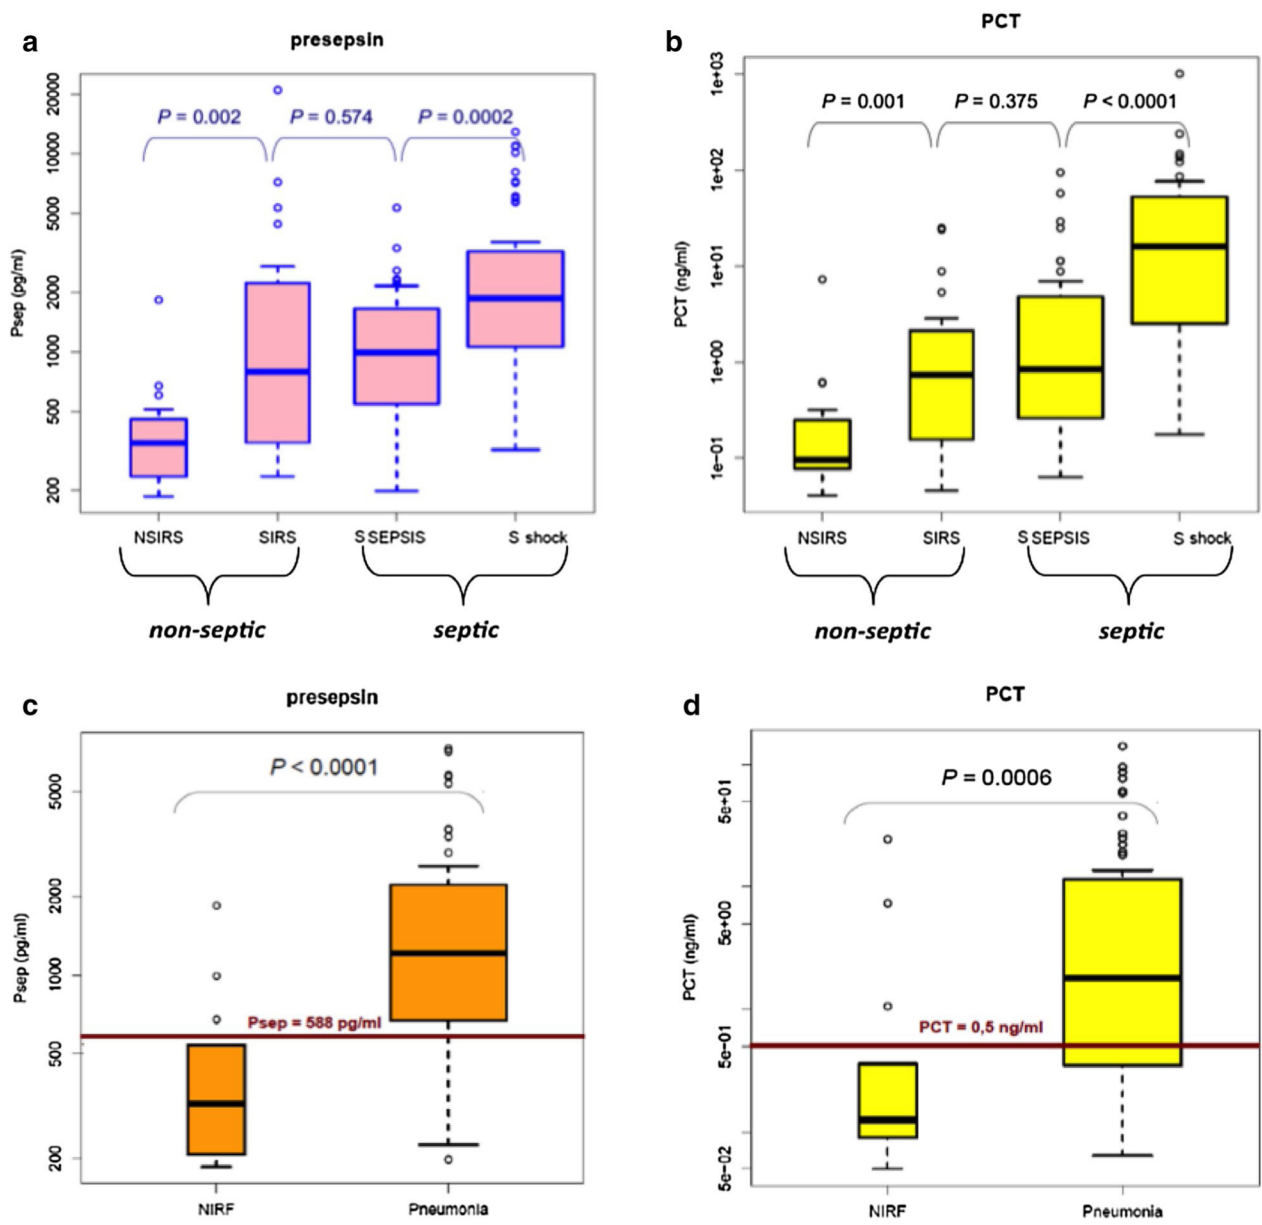 a
presepsin
Psep (pg/ml)
20000
10000
5000
2000
1000
500
200
P = 0.002
P = 0.574
P = 0.0002
NSIRS
SIRS
S SEPSIS
S shock
non-septic
septic
b
PCT
PCT (ng/ml)
1e+03
1e+02
1e+01
1e+00
1e−01
P = 0.001
P = 0.375
P < 0.0001
NSIRS
SIRS
S SEPSIS
S shock
non-septic
septic
c
presepsin
Psep (pg/ml)
5000
2000
1000
500
200
P < 0.0001
Psep = 588 pg/ml
NIRF
Pneumonia
d
PCT
PCT (ng/ml)
5e+01
5e+00
5e−01
5e−02
P = 0.0006
PCT = 0,5 ng/ml
NIRF
Pneumonia